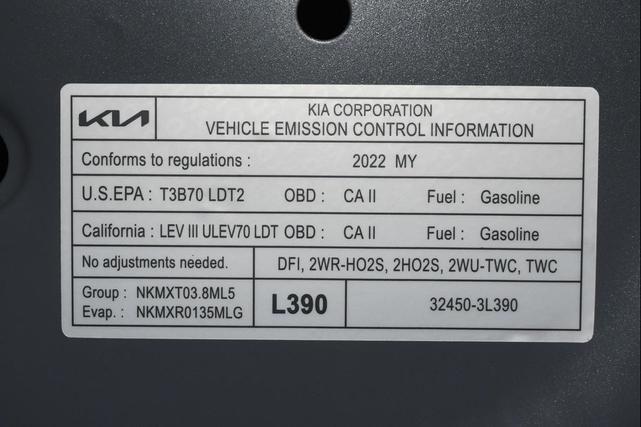 KIA
KIA CORPORATION
VEHICLE EMISSION CONTROL INFORMATION
Conforms to regulations : 2022 MY
U.S.EPA : T3B70 LDT2 OBD : CA II Fuel : Gasoline
California : LEV III ULEV70 LDT OBD : CA II Fuel : Gasoline
No adjustments needed. DFI, 2WR-HO2S, 2HO2S, 2WU-TWC, TWC
Group : NKMXT03.8ML5
Evap. : NKMXR0135MLG
L390
32450-3L390